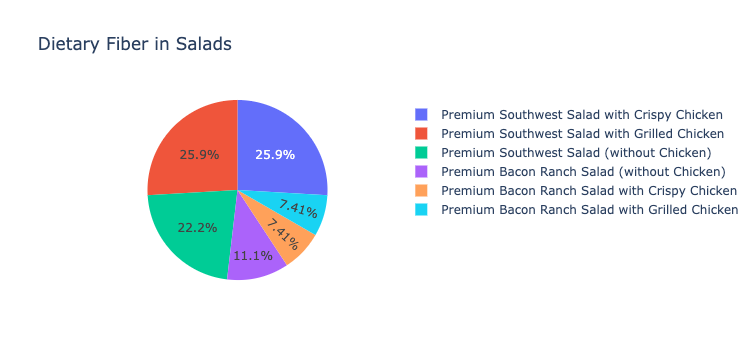 Dietary Fiber in Salads
25.9%
25.9%
22.2%
11.1%
7.41%
7.41%
Premium Southwest Salad with Crispy Chicken
Premium Southwest Salad with Grilled Chicken
Premium Southwest Salad (without Chicken)
Premium Bacon Ranch Salad (without Chicken)
Premium Bacon Ranch Salad with Crispy Chicken
Premium Bacon Ranch Salad with Grilled Chicken